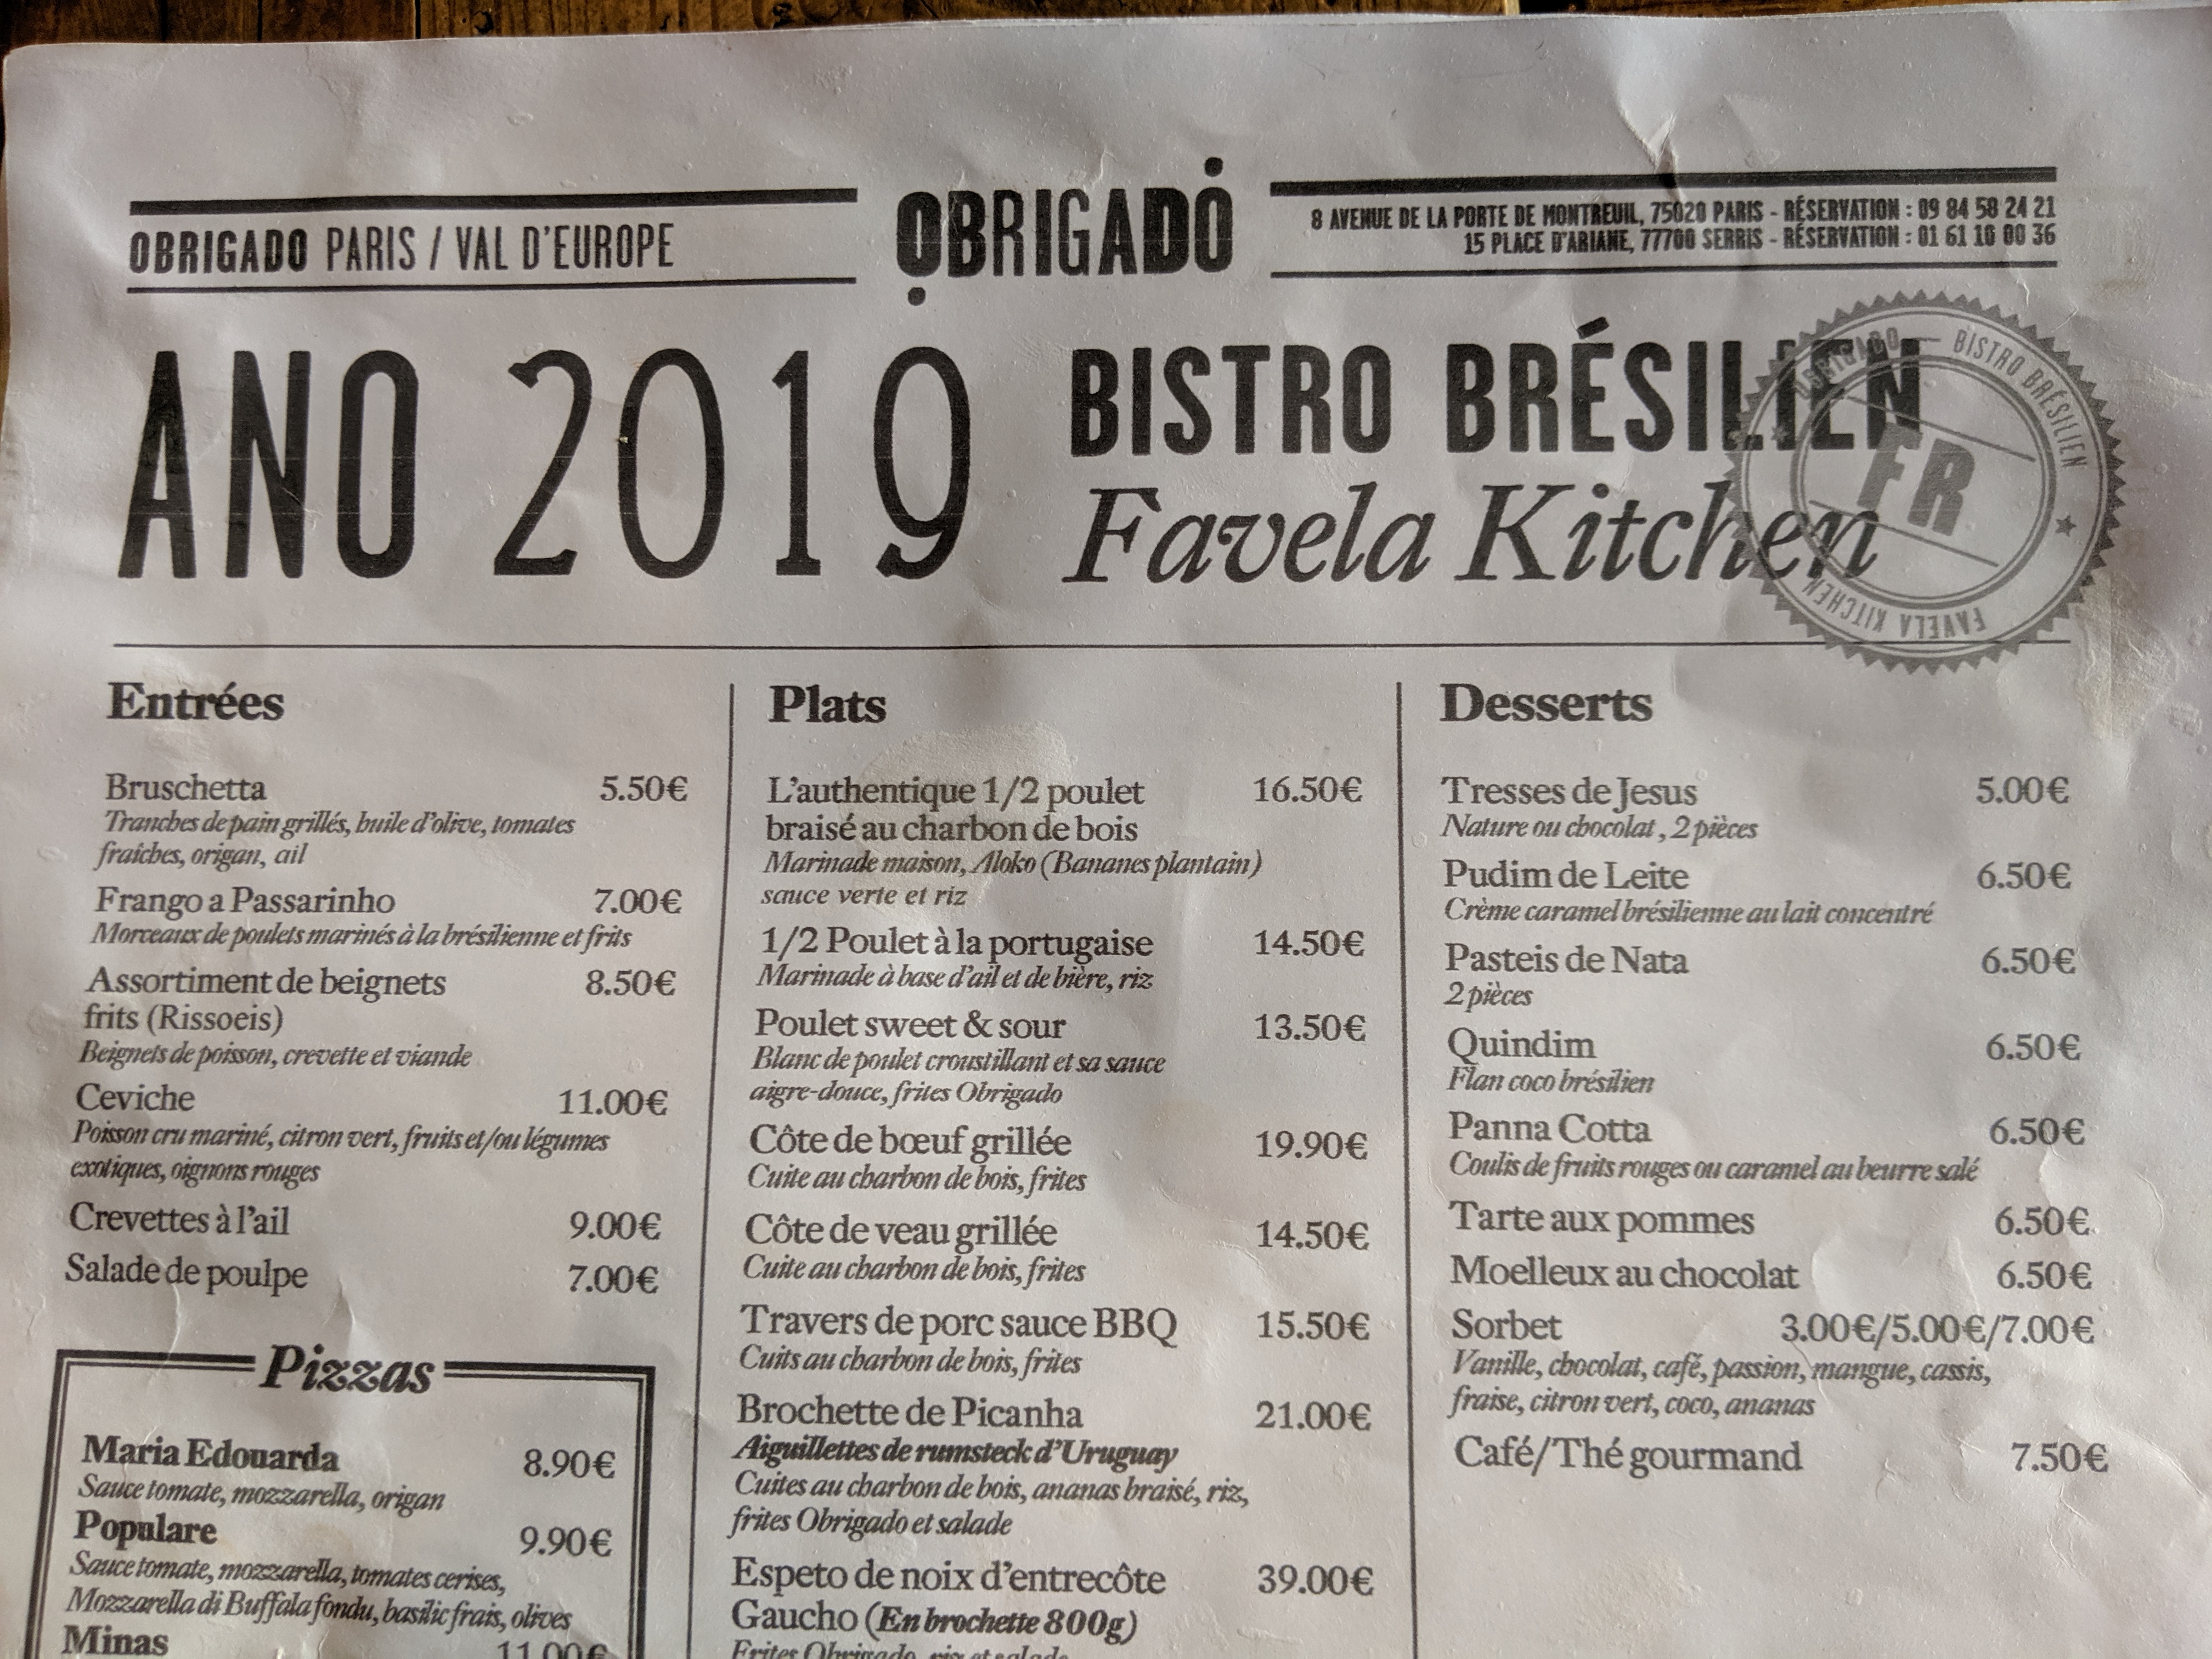 OBRIGADO PARIS / VAL D'EUROPE
OBRIGADO
8 AVENUE DE LA PORTE DE MONTREUIL, 75020 PARIS - RÉSERVATION : 09 84 58 24 21
15 PLACE D'ARIANE, 77700 SERRIS - RÉSERVATION : 01 61 10 00 36
ANO 2019
BISTRO BRÉSILIEN
Favela Kitchen
OBRIGADO — BISTRO BRÉSILIEN
FR
FAVELA KITCHEN
Entrées
Bruschetta 5.50€
Tranches de pain grillés, huile d'olive, tomates
fraîches, origan, ail
Frango a Passarinho 7.00€
Morceaux de poulets marinés à la brésilienne et frits
Assortiment de beignets 8.50€
frits (Rissoeis)
Beignets de poisson, crevette et viande
Ceviche 11.00€
Poisson cru mariné, citron vert, fruits et/ou légumes
exotiques, oignons rouges
Crevettes à l'ail 9.00€
Salade de poulpe 7.00€
Pizzas
Maria Edouarda 8.90€
Sauce tomate, mozzarella, origan
Populare 9.90€
Sauce tomate, mozzarella, tomates cerises,
Mozzarella di Buffala fondu, basilic frais, olives
Minas 11.00€
Plats
L'authentique 1/2 poulet 16.50€
braisé au charbon de bois
Marinade maison, Aloko (Bananes plantain)
sauce verte et riz
1/2 Poulet à la portugaise 14.50€
Marinade à base d'ail et de bière, riz
Poulet sweet & sour 13.50€
Blanc de poulet croustillant et sa sauce
aigre-douce, frites Obrigado
Côte de bœuf grillée 19.90€
Cuite au charbon de bois, frites
Côte de veau grillée 14.50€
Cuite au charbon de bois, frites
Travers de porc sauce BBQ 15.50€
Cuits au charbon de bois, frites
Brochette de Picanha 21.00€
Aiguillettes de rumsteck d'Uruguay
Cuites au charbon de bois, ananas braisé, riz,
frites Obrigado et salade
Espeto de noix d'entrecôte 39.00€
Gaucho (En brochette 800g)
Frites Obrigado, riz et salade
Desserts
Tresses de Jesus 5.00€
Nature ou chocolat , 2 pièces
Pudim de Leite 6.50€
Crème caramel brésilienne au lait concentré
Pasteis de Nata 6.50€
2 pièces
Quindim 6.50€
Flan coco brésilien
Panna Cotta 6.50€
Coulis de fruits rouges ou caramel au beurre salé
Tarte aux pommes 6.50€
Moelleux au chocolat 6.50€
Sorbet 3.00€/5.00€/7.00€
Vanille, chocolat, café, passion, mangue, cassis,
fraise, citron vert, coco, ananas
Café/Thé gourmand 7.50€